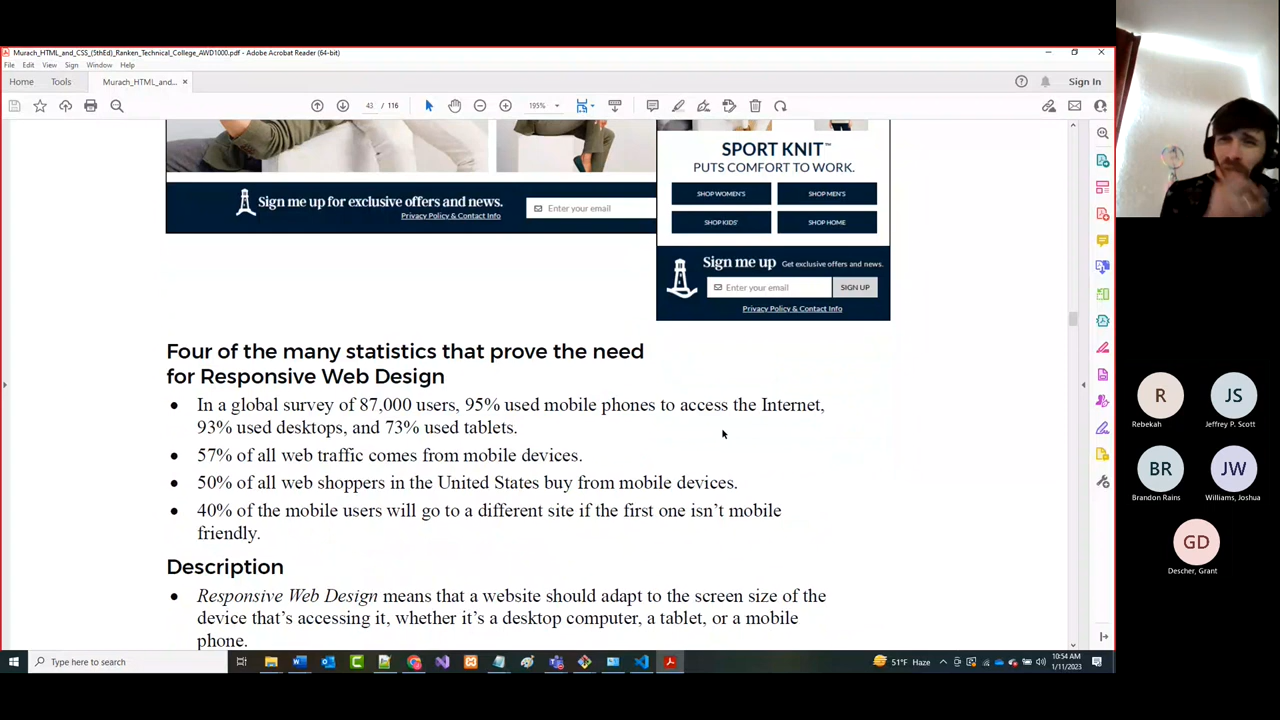 Murach_HTML_and_CSS_(5thEd)_Ranken_Technical_College_AWD1000.pdf - Adobe Acrobat Reader (64-bit)
File Edit View Sign Window Help
Home Tools Murach_HTML_and... × Sign In
43 / 116 195%
SPORT KNIT™
PUTS COMFORT TO WORK.
SHOP WOMEN'S SHOP MEN'S
SHOP KIDS' SHOP HOME
Sign me up for exclusive offers and news.
Privacy Policy & Contact Info
Enter your email
Sign me up Get exclusive offers and news.
Enter your email SIGN UP
Privacy Policy & Contact Info
Four of the many statistics that prove the need
for Responsive Web Design
• In a global survey of 87,000 users, 95% used mobile phones to access the Internet,
93% used desktops, and 73% used tablets.
• 57% of all web traffic comes from mobile devices.
• 50% of all web shoppers in the United States buy from mobile devices.
• 40% of the mobile users will go to a different site if the first one isn't mobile
friendly.
Description
• Responsive Web Design means that a website should adapt to the screen size of the
device that's accessing it, whether it's a desktop computer, a tablet, or a mobile
phone.
R
Rebekah
JS
Jeffrey P. Scott
BR
Brandon Rains
JW
Williams, Joshua
GD
Descher, Grant
Type here to search
51°F Haze
10:54 AM
1/11/2023